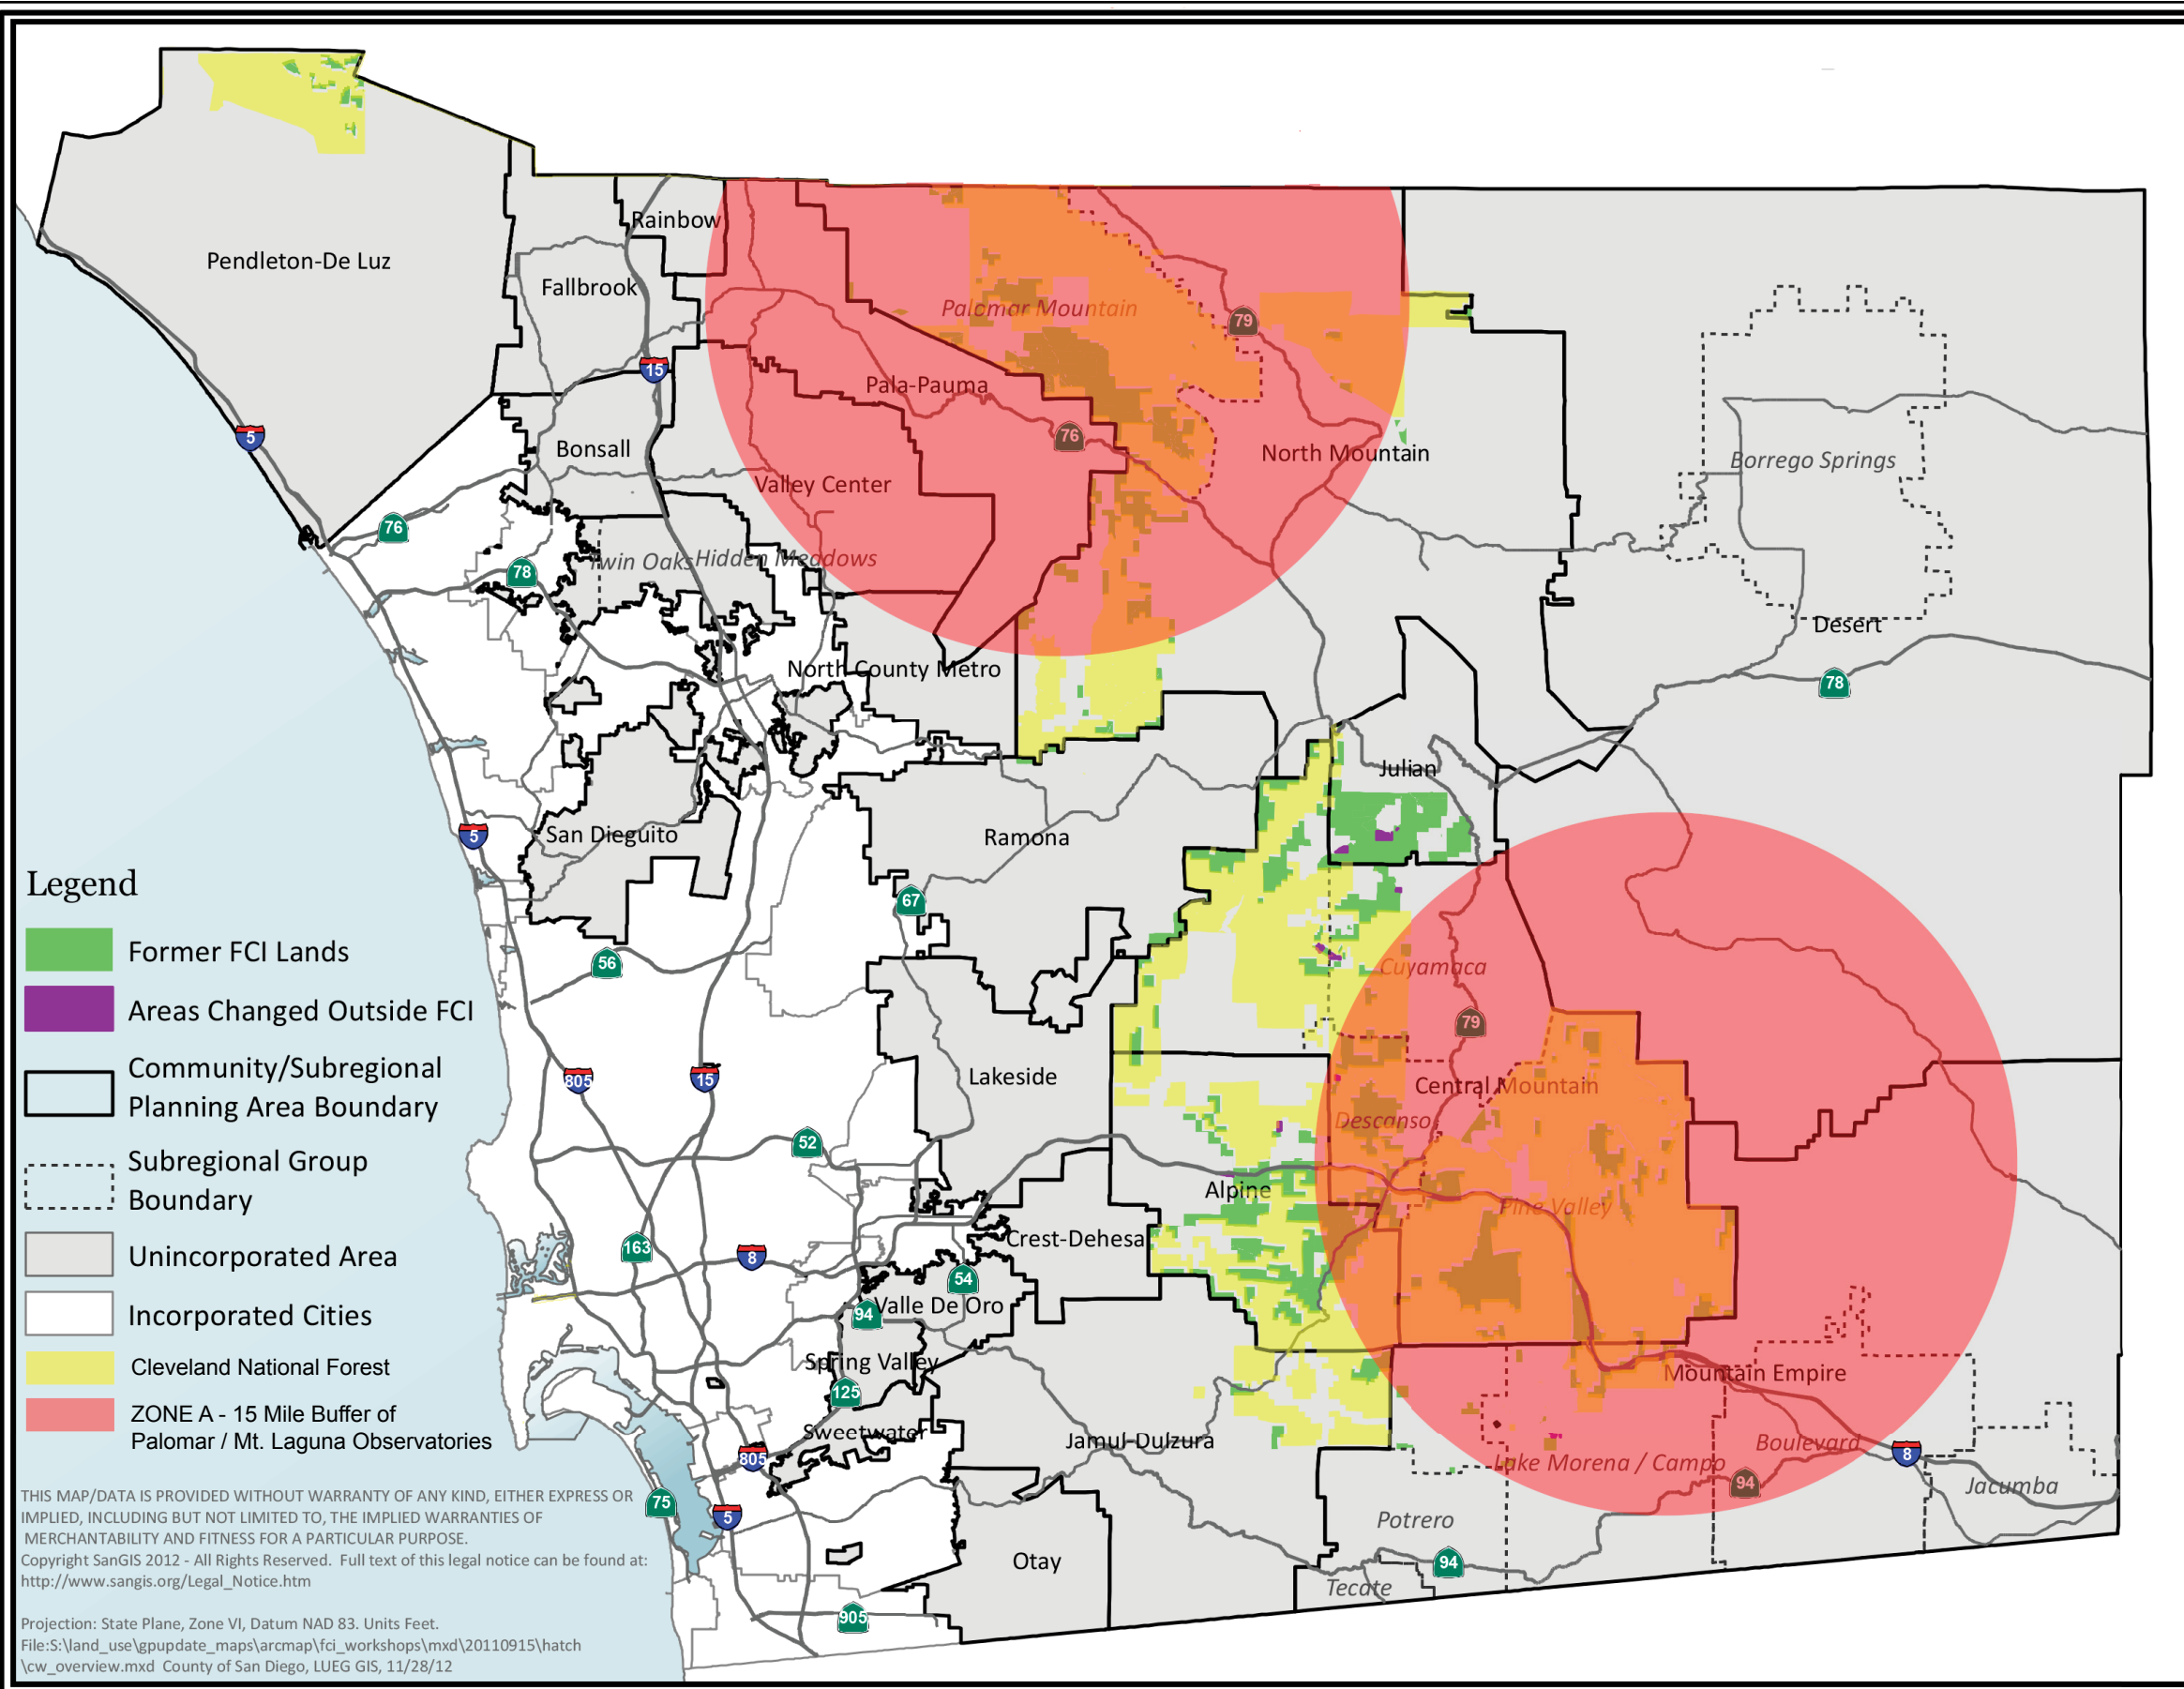 Rainbow
Pendleton-De Luz
Fallbrook
Palomar Mountain
79
15
Pala-Pauma
5
76
Bonsall
North Mountain
Borrego Springs
Valley Center
76
Twin Oaks
Hidden Meadows
78
Desert
North County Metro
78
Julian
5
San Dieguito
Ramona
67
56
Cuyamaca
79
805
15
Lakeside
Central Mountain
Descanso
52
Alpine
Pine Valley
163
8
Crest-Dehesa
54
94
Valle De Oro
Spring Valley
125
Mountain Empire
Sweetwater
Jamul-Dulzura
Boulevard
8
805
Lake Morena / Campo
94
Jacumba
75
5
Potrero
94
Otay
Tecate
905
Legend
Former FCI Lands
Areas Changed Outside FCI
Community/Subregional
Planning Area Boundary
Subregional Group
Boundary
Unincorporated Area
Incorporated Cities
Cleveland National Forest
ZONE A - 15 Mile Buffer of
Palomar / Mt. Laguna Observatories
THIS MAP/DATA IS PROVIDED WITHOUT WARRANTY OF ANY KIND, EITHER EXPRESS OR
IMPLIED, INCLUDING BUT NOT LIMITED TO, THE IMPLIED WARRANTIES OF
MERCHANTABILITY AND FITNESS FOR A PARTICULAR PURPOSE.
Copyright SanGIS 2012 - All Rights Reserved. Full text of this legal notice can be found at:
http://www.sangis.org/Legal_Notice.htm
Projection: State Plane, Zone VI, Datum NAD 83. Units Feet.
File:S:\land_use\gpupdate_maps\arcmap\fci_workshops\mxd\20110915\hatch
\cw_overview.mxd County of San Diego, LUEG GIS, 11/28/12